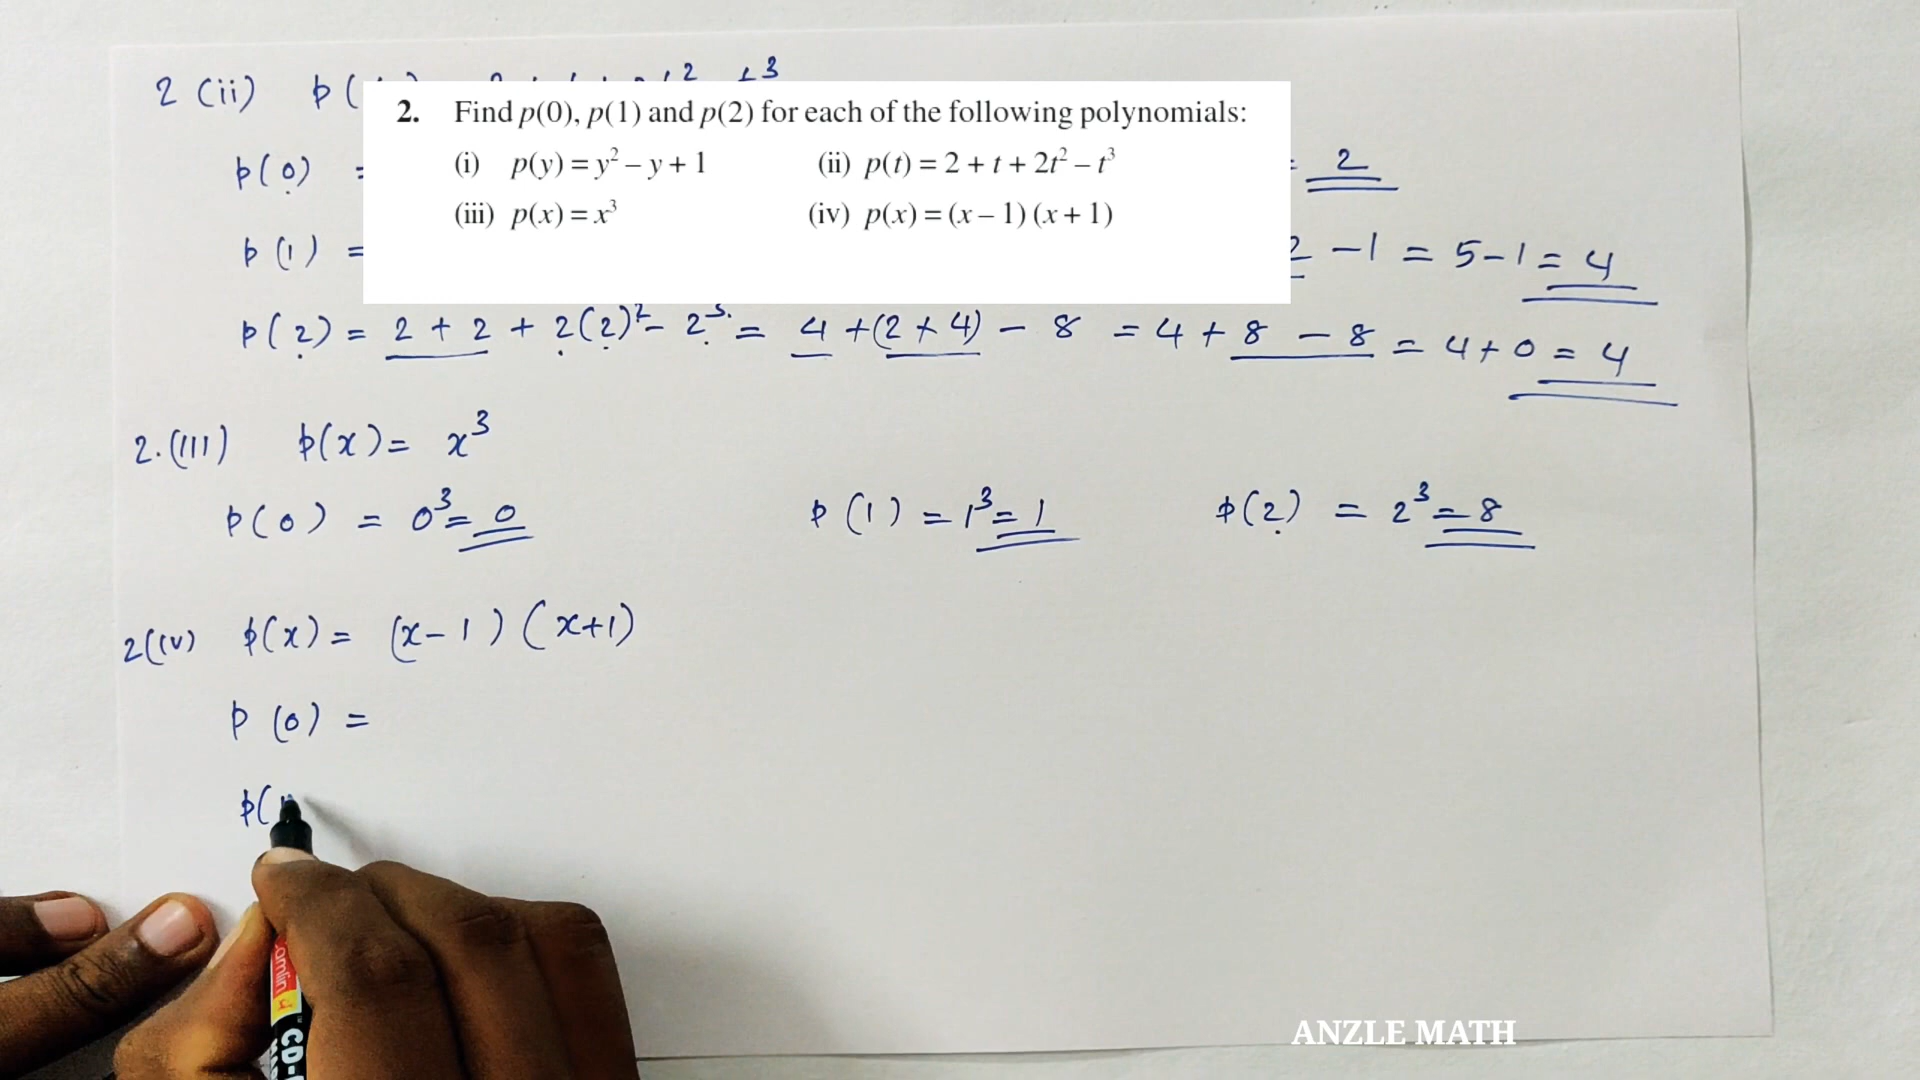 2 (ii) p(
2. Find p(0), p(1) and p(2) for each of the following polynomials:
(i) p(y) = y² – y + 1 (ii) p(t) = 2 + t + 2t² – t³
(iii) p(x) = x³ (iv) p(x) = (x – 1) (x + 1)
p(0) = = 2
p(1) = 2 - 1 = 5 - 1 = 4
p(2) = 2 + 2 + 2(2)² - 2³ = 4 + (2 × 4) - 8 = 4 + 8 - 8 = 4 + 0 = 4
2.(III) p(x) = x³
p(0) = 0³ = 0 p(1) = 1³ = 1 p(2) = 2³ = 8
2(iv) p(x) = (x - 1) (x+1)
p(0) =
p(
ANZLE MATH